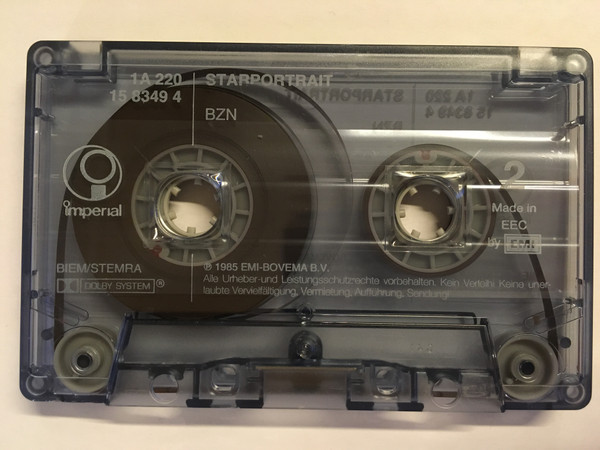 1A 220
15 8349 4
STARPORTRAIT
BZN
2
imperial
Made in
EEC
by EMI
BIEM/STEMRA
DOLBY SYSTEM ®
℗ 1985 EMI-BOVEMA B.V.
Alle Urheber-und Leistungsschutzrechte vorbehalten. Kein Verleih! Keine uner-
laubte Vervielfältigung, Vermietung, Aufführung, Sendung!